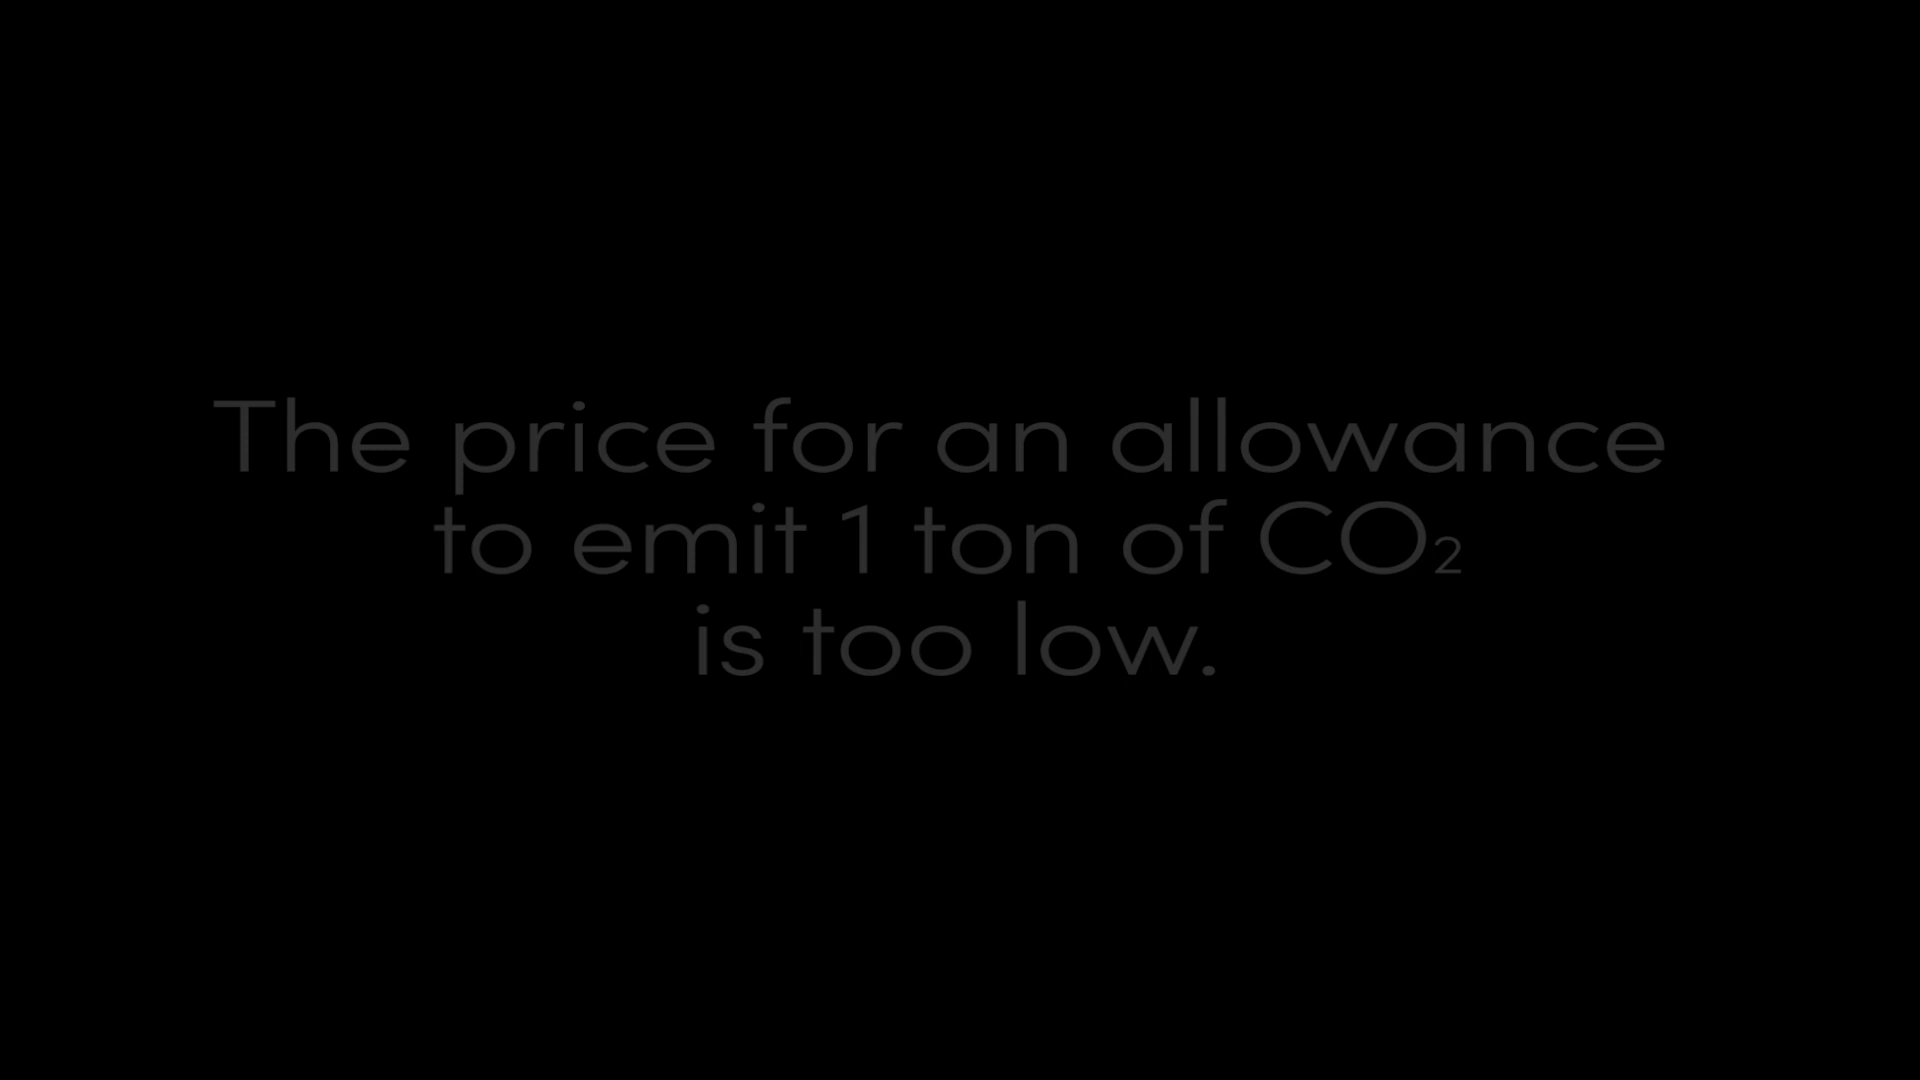 The price for an allowance
to emit 1 ton of CO₂
is too low.